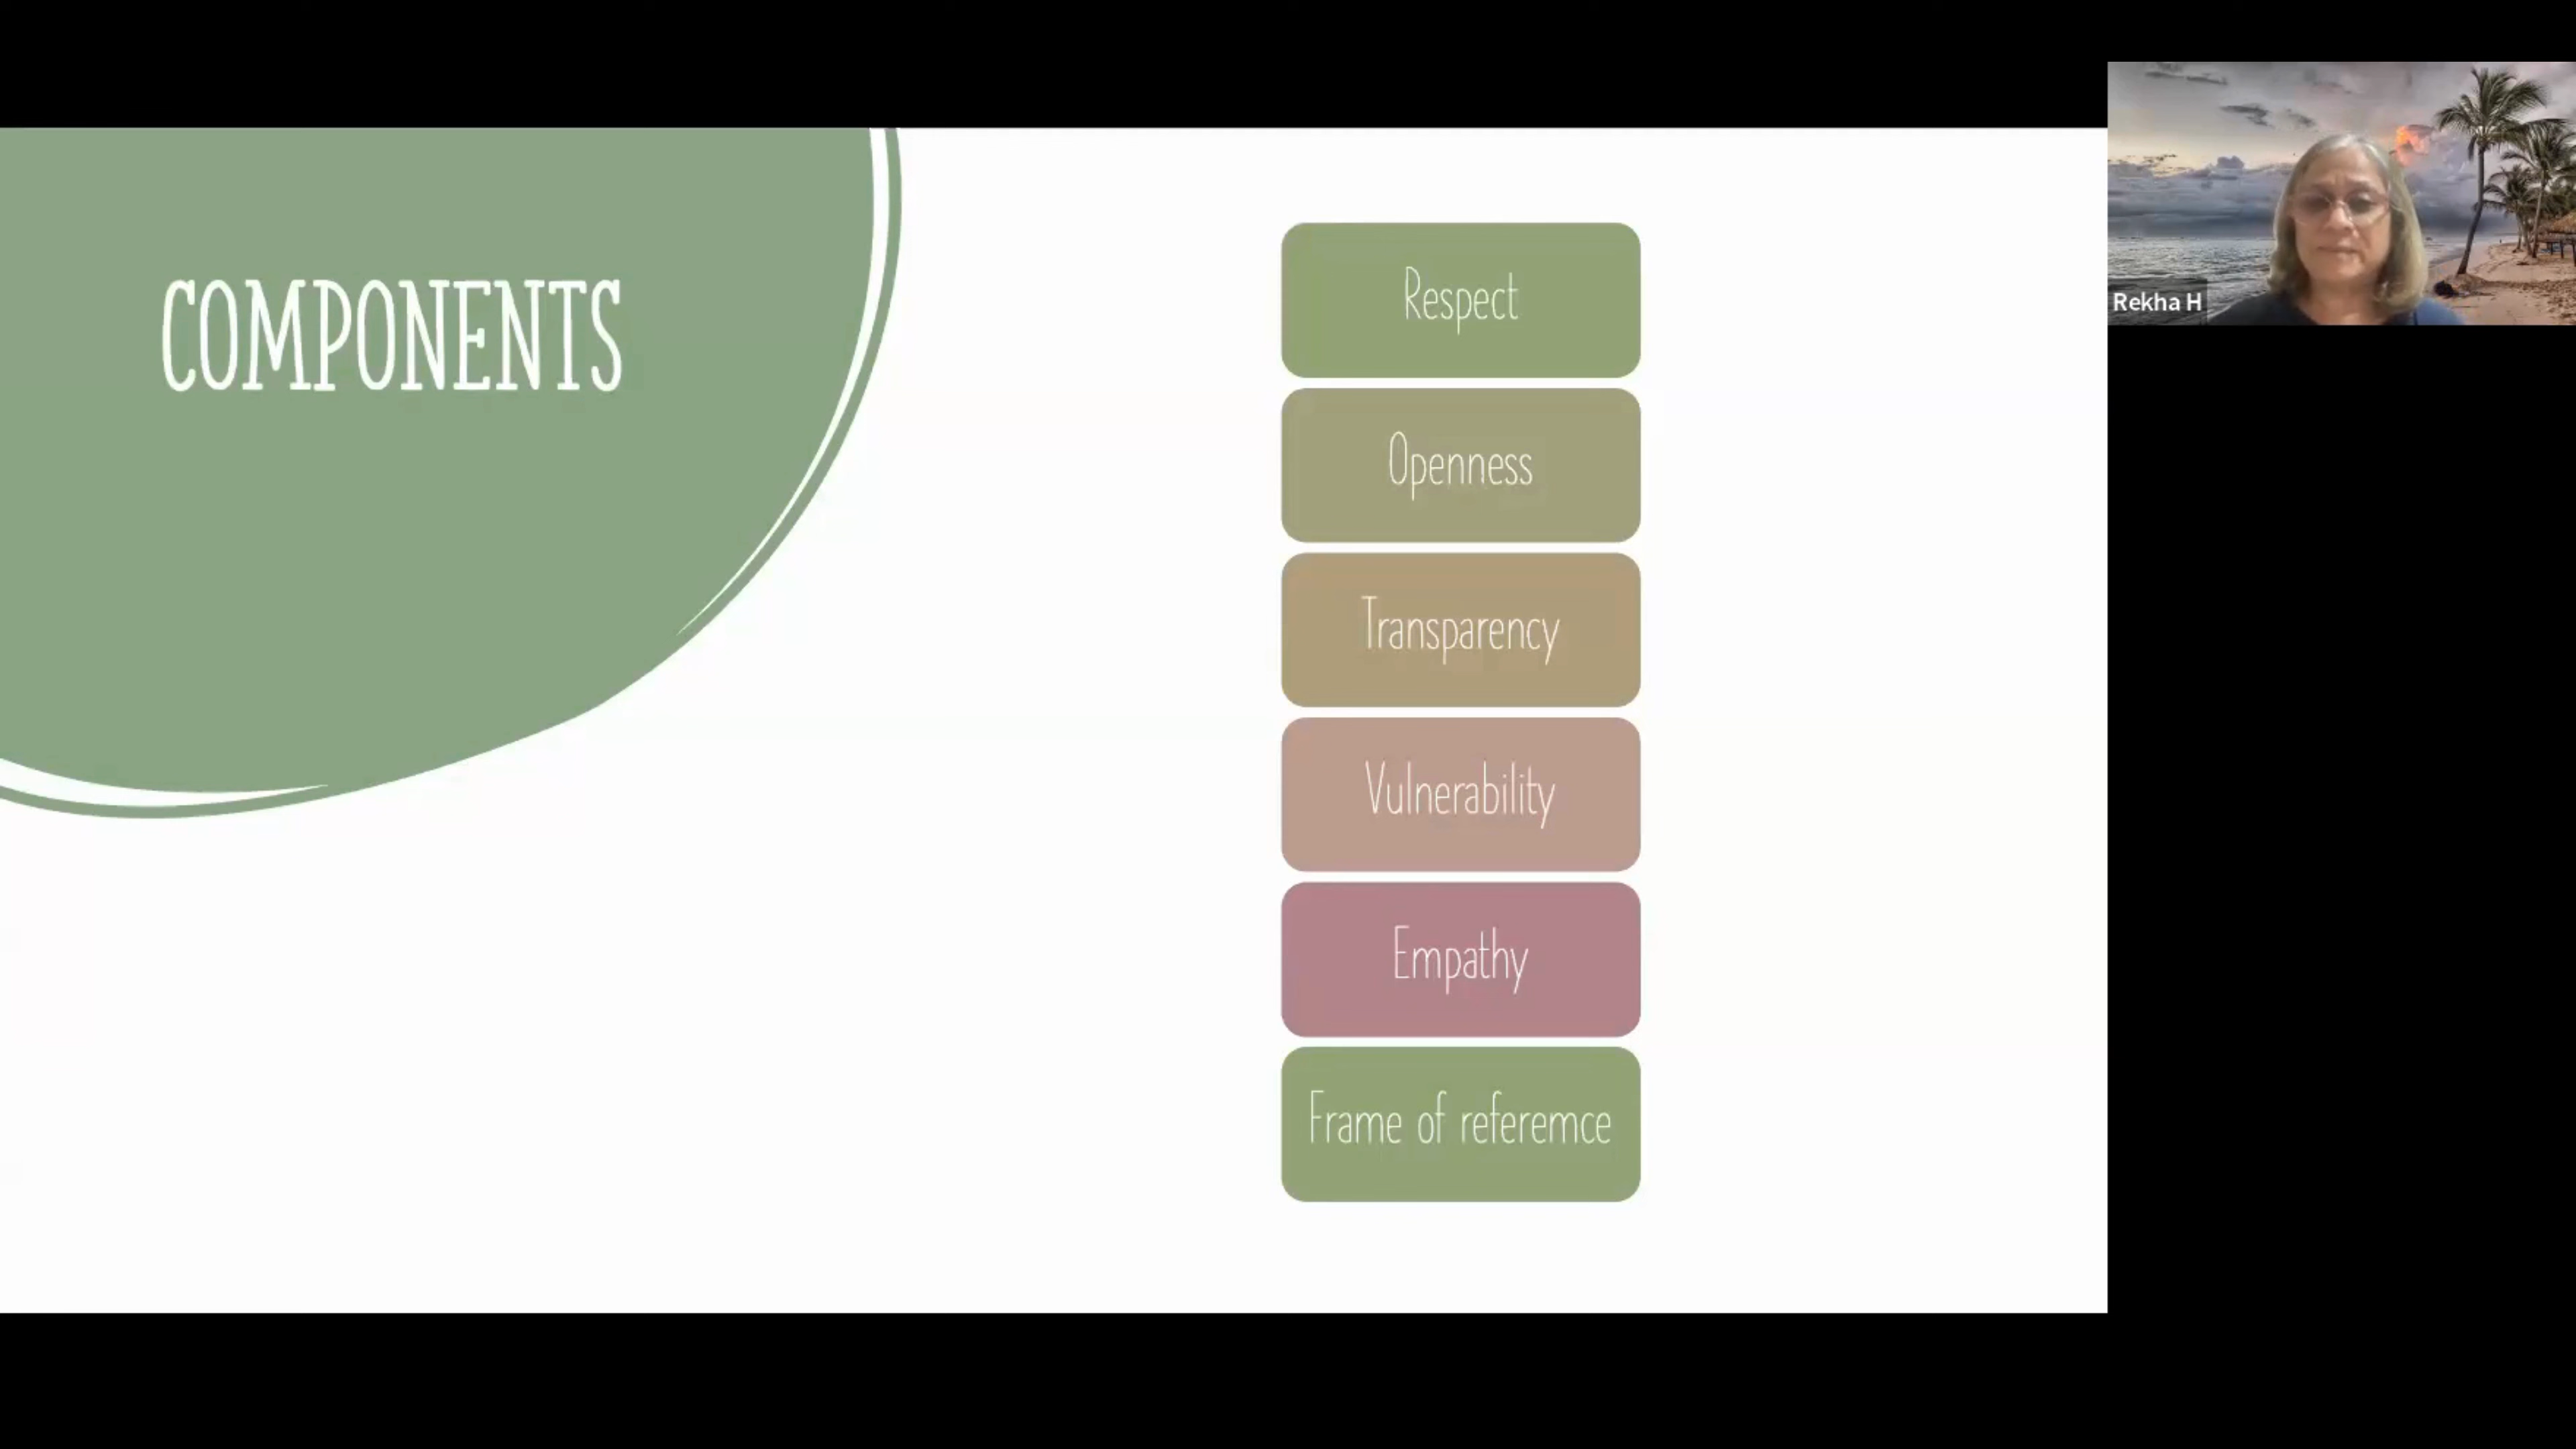 COMPONENTS
Respect
Openness
Transparency
Vulnerability
Empathy
Frame of referemce
Rekha H